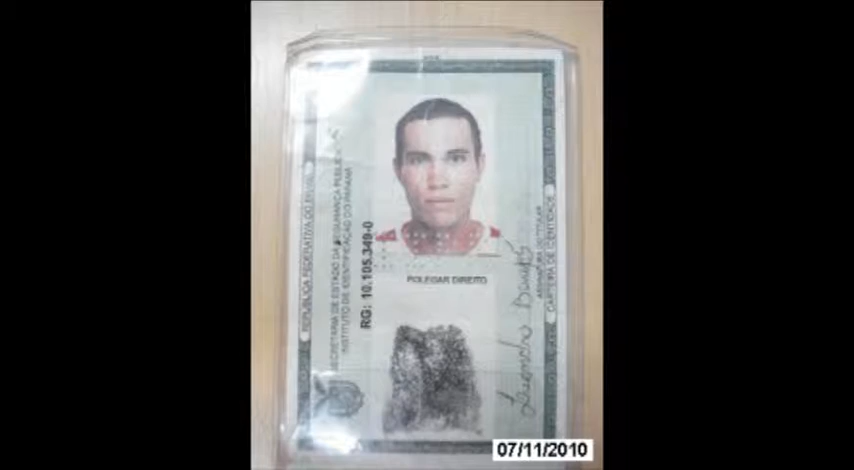 REPÚBLICA FEDERATIVA DO BRASIL
SECRETARIA DE ESTADO DA SEGURANÇA PÚBLICA
INSTITUTO DE IDENTIFICAÇÃO DO PARANÁ
RG: 10.105.349-0
POLEGAR DIREITO
ASSINATURA DO TITULAR
CARTEIRA DE IDENTIDADE
07/11/2010